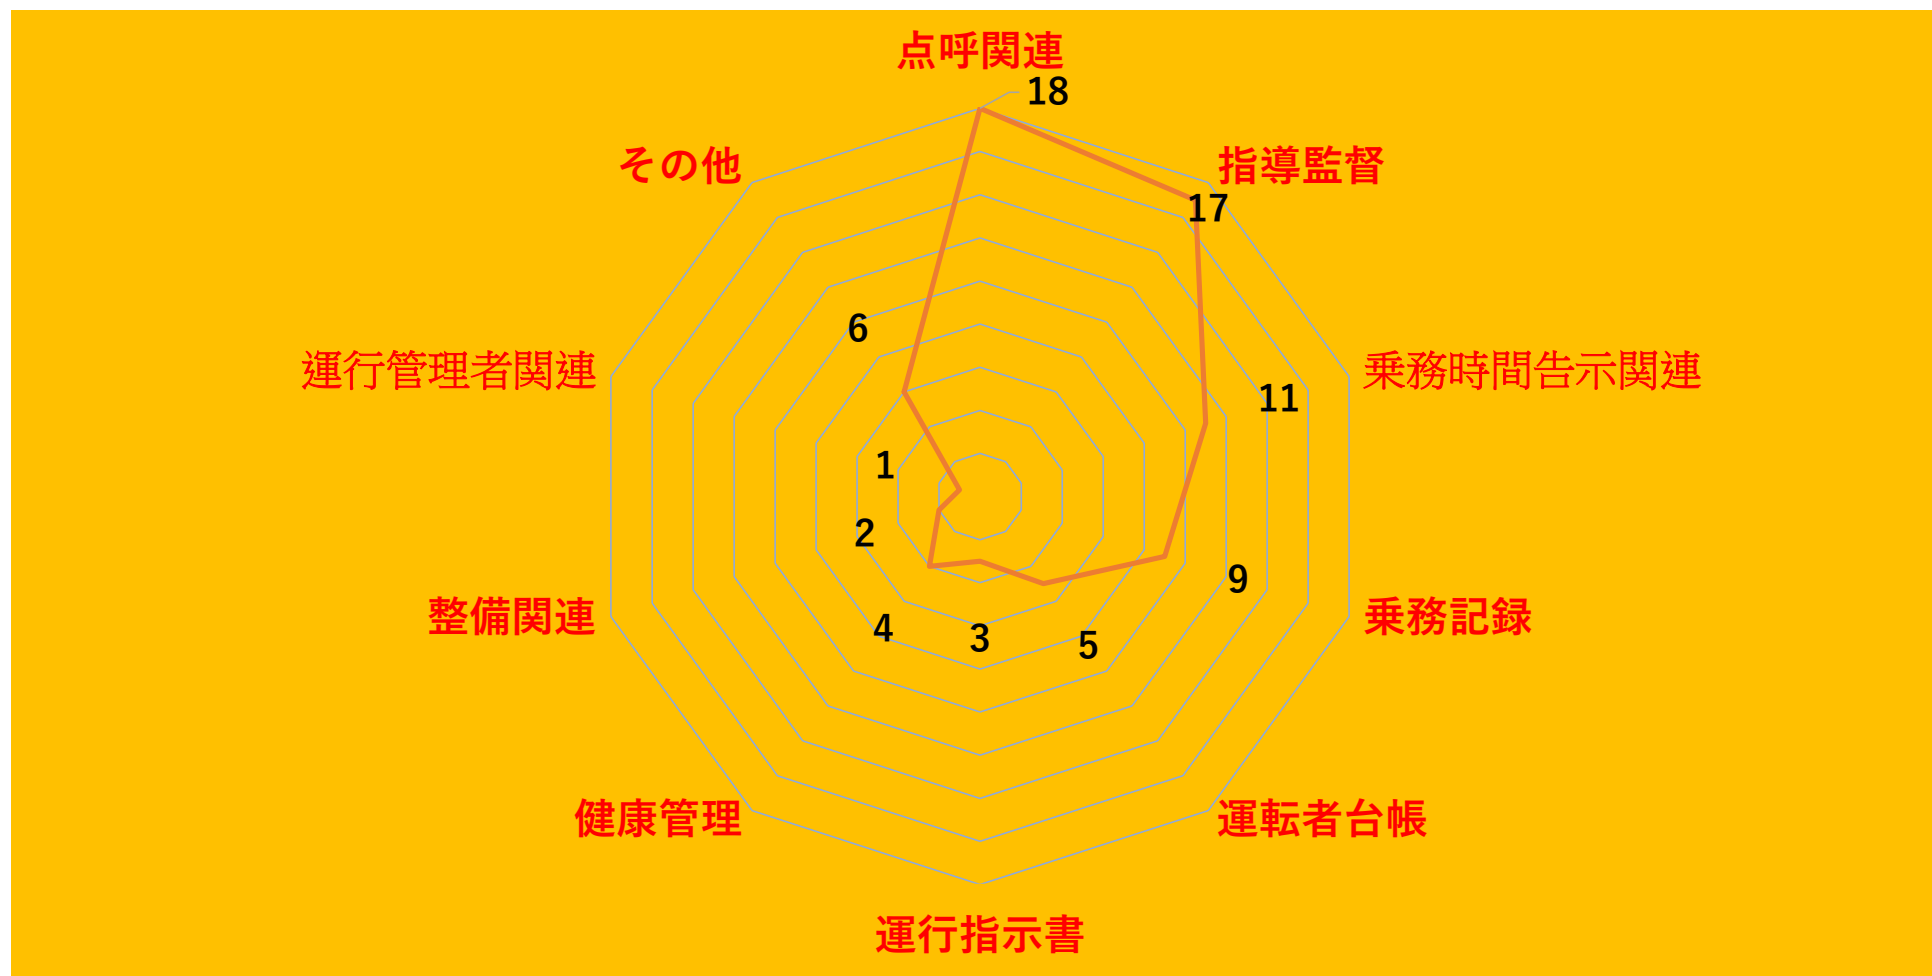 点呼関連
18
その他
指導監督
17
6
運行管理者関連
乗務時間告示関連
11
1
2
9
整備関連
乗務記録
4
3
5
健康管理
運転者台帳
運行指示書